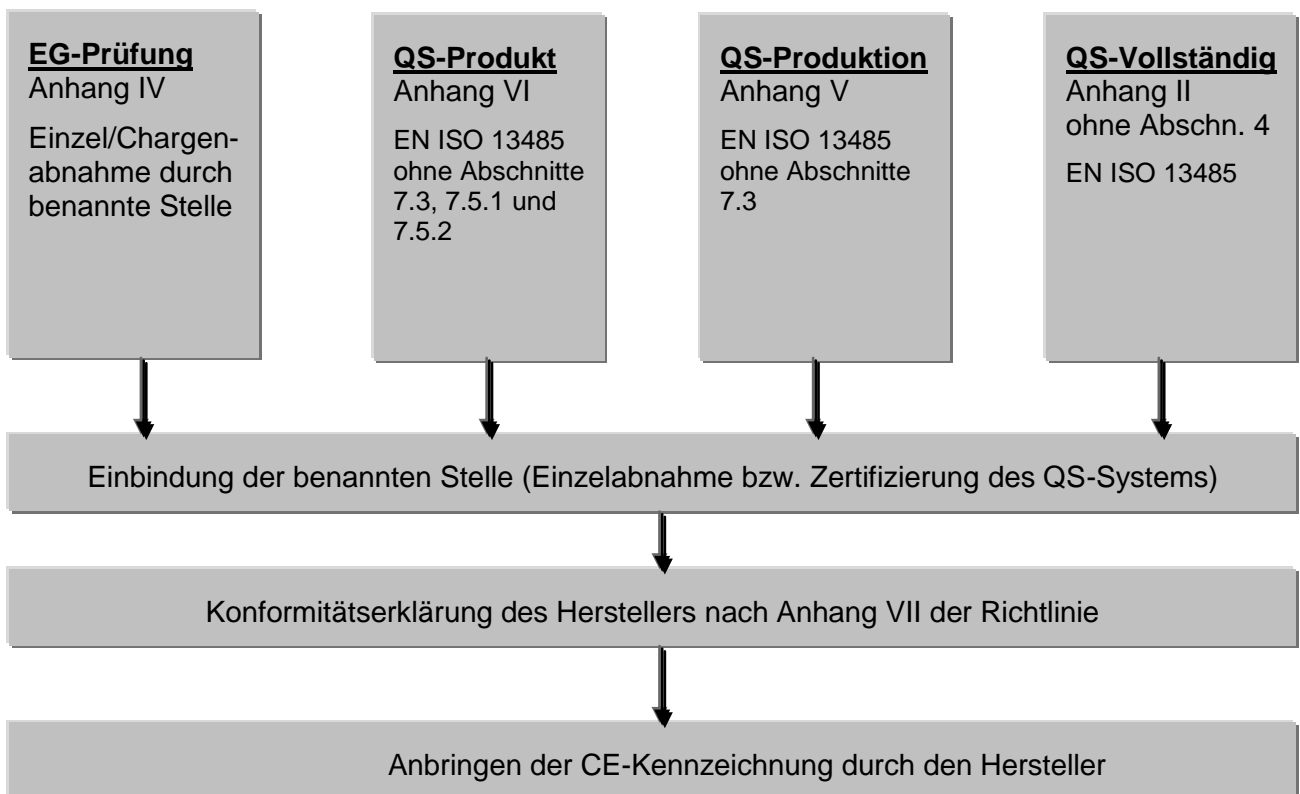 EG-Prüfung
Anhang IV
Einzel/Chargen-
abnahme durch
benannte Stelle
QS-Produkt
Anhang VI
EN ISO 13485
ohne Abschnitte
7.3, 7.5.1 und
7.5.2
QS-Produktion
Anhang V
EN ISO 13485
ohne Abschnitte
7.3
QS-Vollständig
Anhang II
ohne Abschn. 4
EN ISO 13485
Einbindung der benannten Stelle (Einzelabnahme bzw. Zertifizierung des QS-Systems)
Konformitätserklärung des Herstellers nach Anhang VII der Richtlinie
Anbringen der CE-Kennzeichnung durch den Hersteller